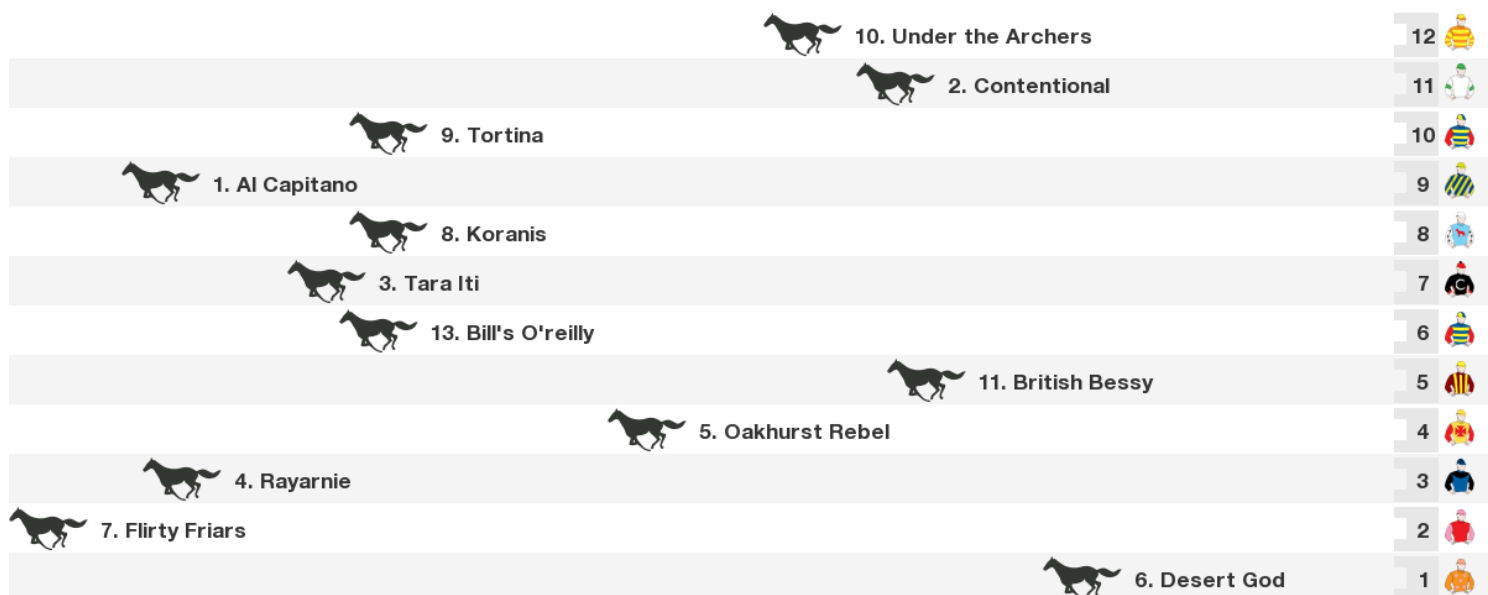 10. Under the Archers 12
2. Contentional 11
9. Tortina 10
1. Al Capitano 9
8. Koranis 8
3. Tara Iti 7
13. Bill's O'reilly 6
11. British Bessy 5
5. Oakhurst Rebel 4
4. Rayarnie 3
7. Flirty Friars 2
6. Desert God 1